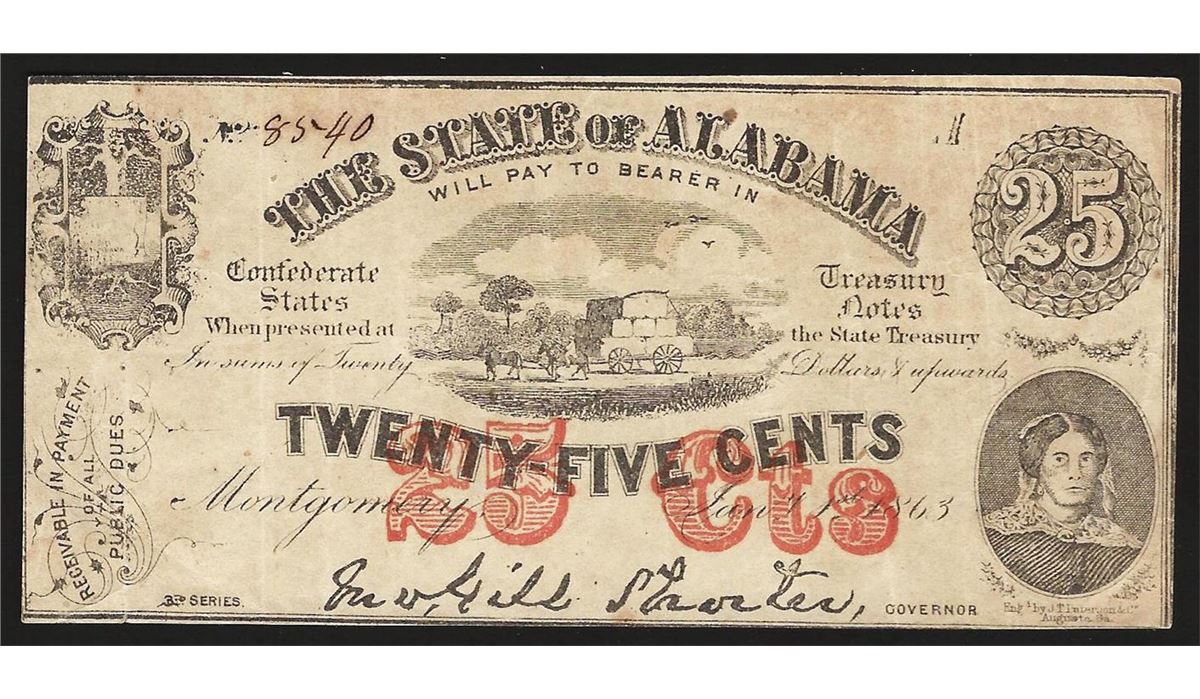 No. 8540
A
THE STATE OF ALABAMA
WILL PAY TO BEARER IN
25
Confederate States
Treasury Notes
When presented at
the State Treasury
In sums of Twenty
Dollars & upwards
TWENTY-FIVE CENTS
25 Cts
Montgomery, Jany 1st 1863
RECEIVABLE IN PAYMENT
OF ALL
PUBLIC DUES
3D SERIES.
Jno. Gill Shorter,
GOVERNOR
Engd. by J.T. Paterson & Co.
Augusta, Ga.